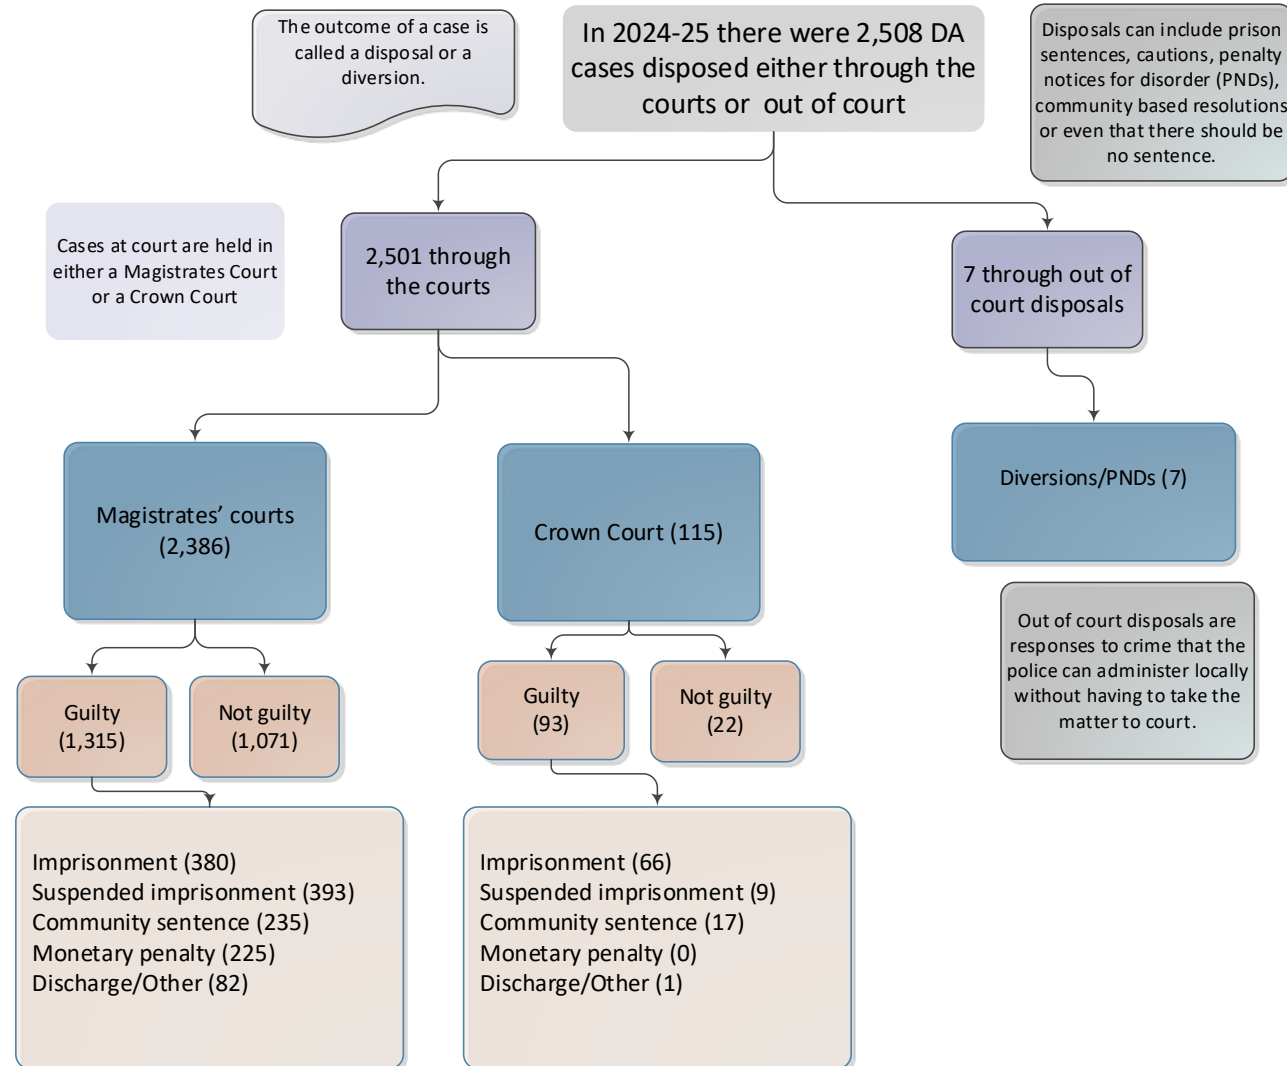 The outcome of a case is
called a disposal or a
diversion.
In 2024-25 there were 2,508 DA
cases disposed either through the
courts or out of court
Disposals can include prison
sentences, cautions, penalty
notices for disorder (PNDs),
community based resolutions
or even that there should be
no sentence.
Cases at court are held in
either a Magistrates Court
or a Crown Court
2,501 through
the courts
7 through out of
court disposals
Magistrates’ courts
(2,386)
Crown Court (115)
Diversions/PNDs (7)
Out of court disposals are
responses to crime that the
police can administer locally
without having to take the
matter to court.
Guilty
(1,315)
Not guilty
(1,071)
Guilty
(93)
Not guilty
(22)
Imprisonment (380)
Suspended imprisonment (393)
Community sentence (235)
Monetary penalty (225)
Discharge/Other (82)
Imprisonment (66)
Suspended imprisonment (9)
Community sentence (17)
Monetary penalty (0)
Discharge/Other (1)